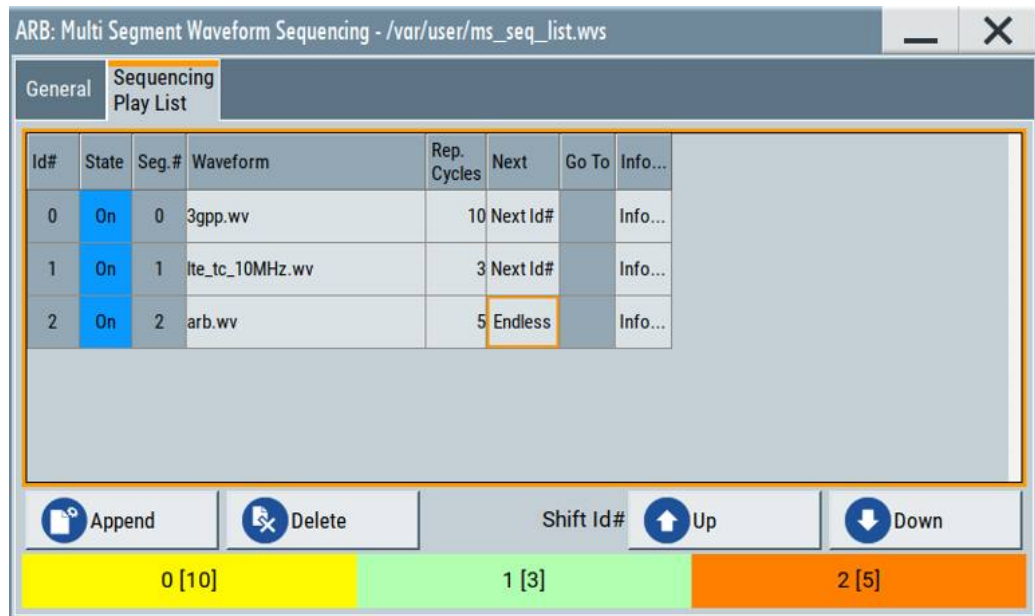 ARB: Multi Segment Waveform Sequencing - /var/user/ms_seq_list.wvs
General
Sequencing
Play List
Id# State Seg.# Waveform Rep. Cycles Next Go To Info...
0 On 0 3gpp.wv 10 Next Id# Info...
1 On 1 lte_tc_10MHz.wv 3 Next Id# Info...
2 On 2 arb.wv 5 Endless Info...
Append Delete Shift Id# Up Down
0 [10] 1 [3] 2 [5]